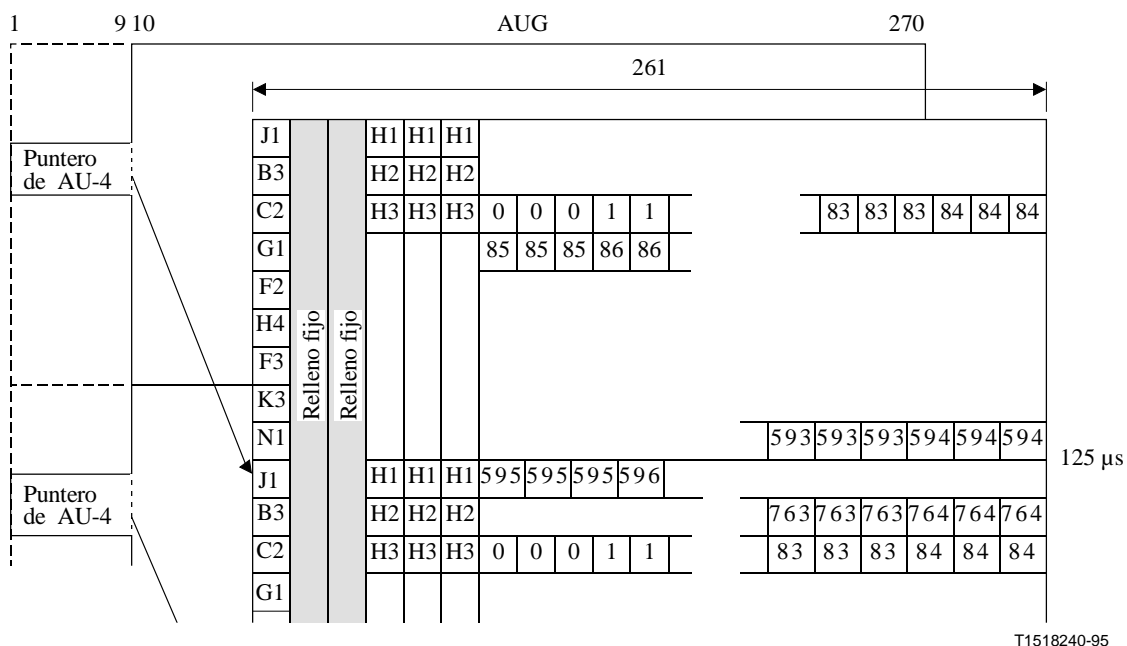 1 9 10 AUG 270
261
J1 H1 H1 H1
Puntero
de AU-4
B3 H2 H2 H2
C2 H3 H3 H3 0 0 0 1 1 83 83 83 84 84 84
G1 85 85 85 86 86
F2
H4
F3
Relleno fijo
Relleno fijo
K3
N1 593 593 593 594 594 594
125 µs
J1 H1 H1 H1 595 595 595 596
Puntero
de AU-4
B3 H2 H2 H2 763 763 763 764 764 764
C2 H3 H3 H3 0 0 0 1 1 83 83 83 84 84 84
G1
T1518240-95